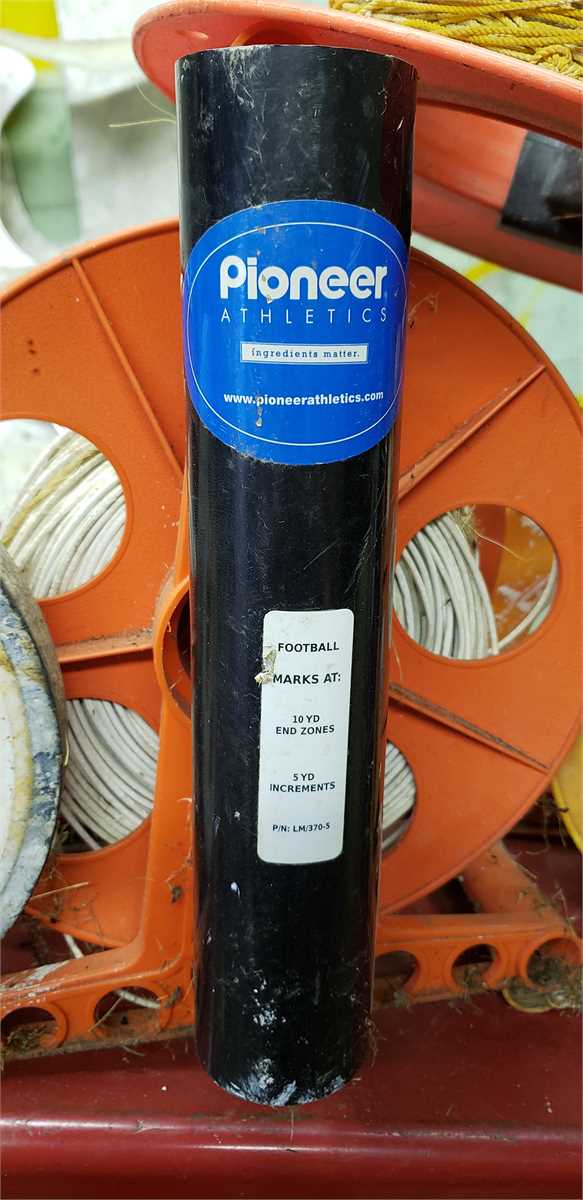 Pioneer
ATHLETICS
ingredients matter.
www.pioneerathletics.com
FOOTBALL
MARKS AT:
10 YD
END ZONES
5 YD
INCREMENTS
P/N: LM/370-5